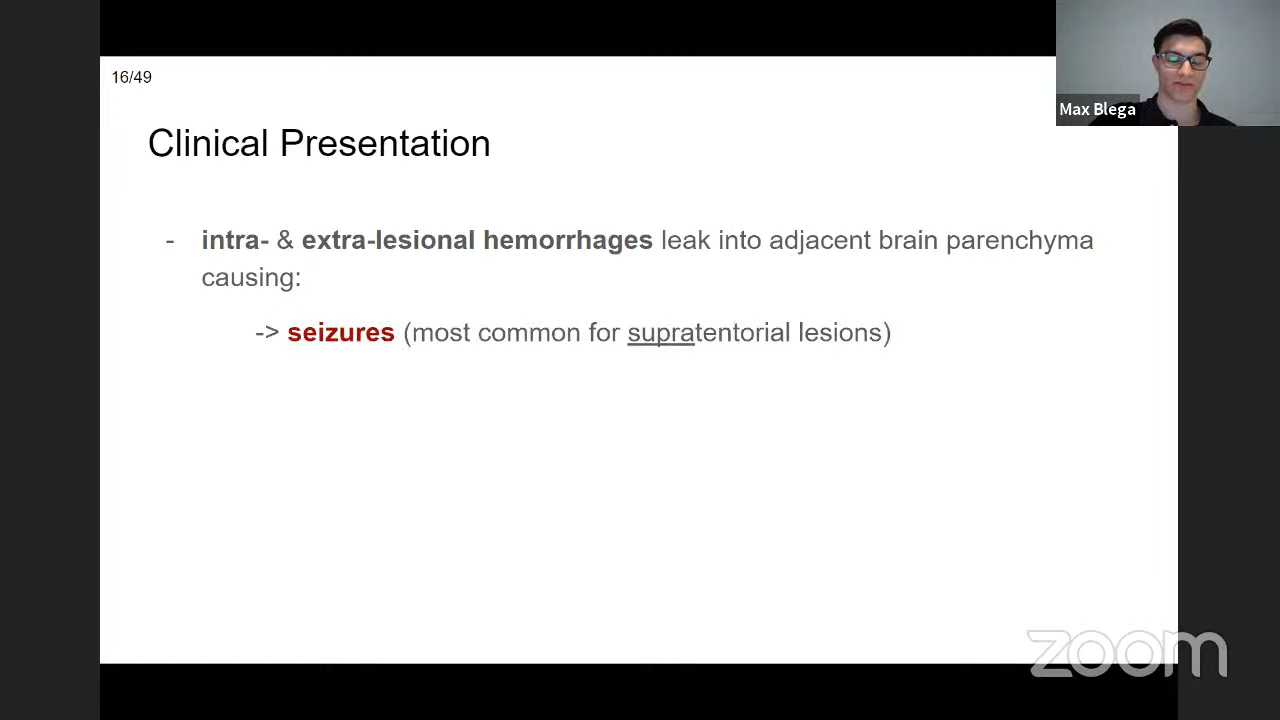 16/49
Max Blega
Clinical Presentation
- intra- & extra-lesional hemorrhages leak into adjacent brain parenchyma
causing:
-> seizures (most common for supratentorial lesions)
zoom